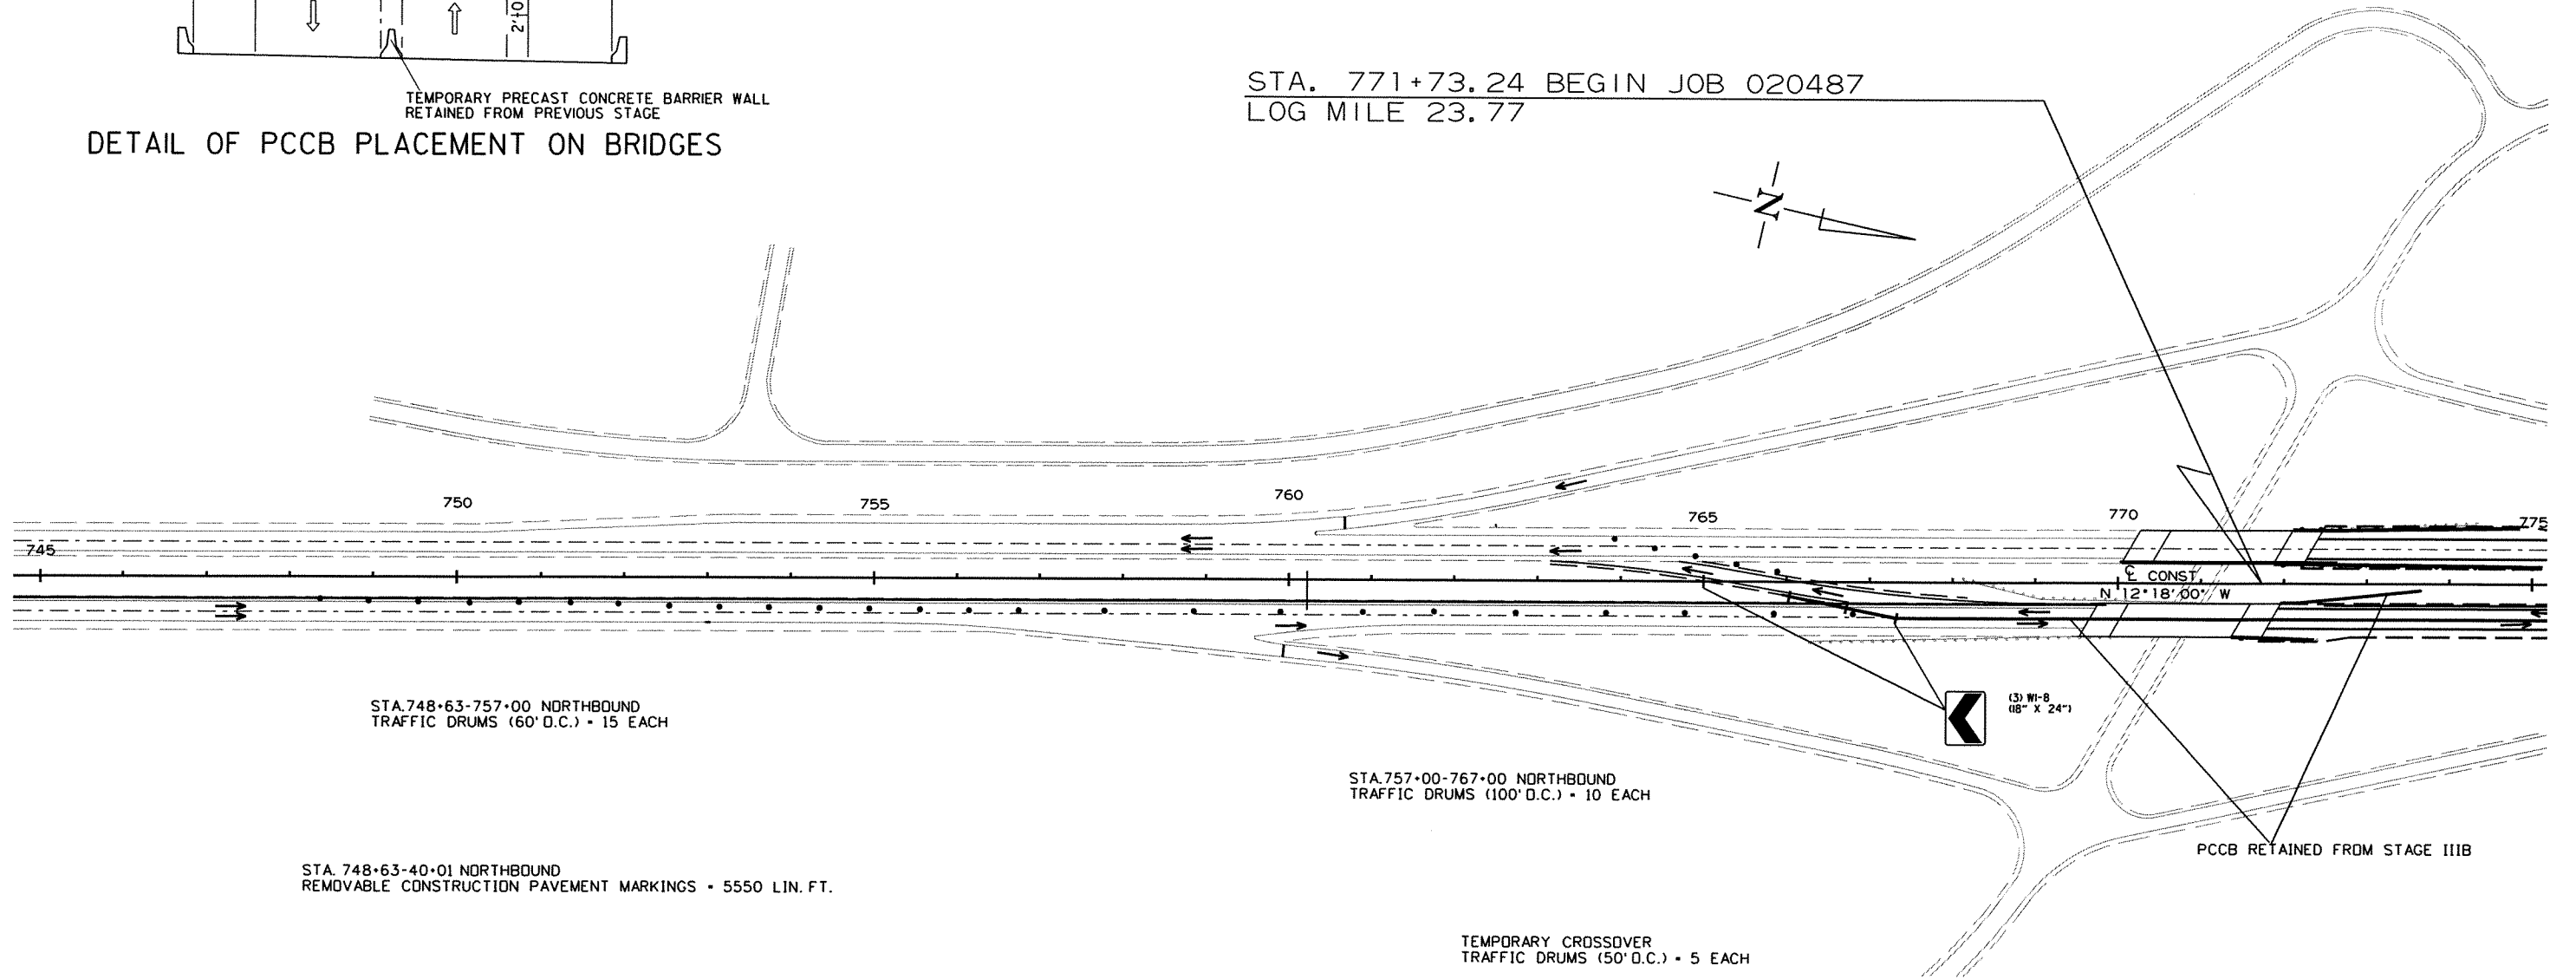 2'-0
TEMPORARY PRECAST CONCRETE BARRIER WALL
RETAINED FROM PREVIOUS STAGE
DETAIL OF PCCB PLACEMENT ON BRIDGES
STA. 771+73.24 BEGIN JOB 020487
LOG MILE 23.77
N
745
750
755
760
765
770
775
℄ CONST
N 12°18'00" W
(3) W1-8
(18" X 24")
STA.748+63-757+00 NORTHBOUND
TRAFFIC DRUMS (60' O.C.) = 15 EACH
STA.757+00-767+00 NORTHBOUND
TRAFFIC DRUMS (100' O.C.) = 10 EACH
PCCB RETAINED FROM STAGE IIIB
STA. 748+63-40+01 NORTHBOUND
REMOVABLE CONSTRUCTION PAVEMENT MARKINGS = 5550 LIN. FT.
TEMPORARY CROSSOVER
TRAFFIC DRUMS (50' O.C.) = 5 EACH